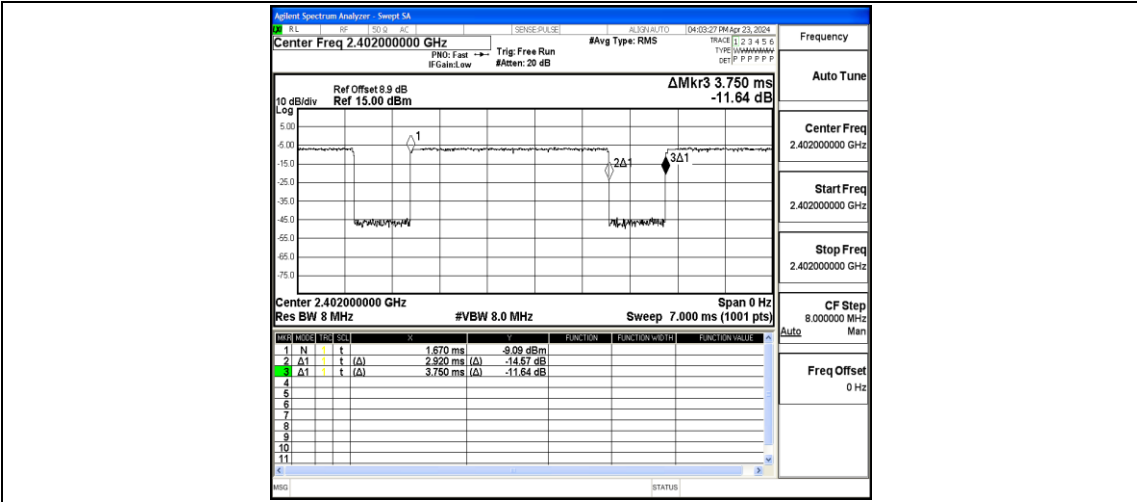 Agilent Spectrum Analyzer - Swept SA
RL RF 50 Ω AC SENSE:PULSE ALIGN AUTO 04:03:27 PM Apr 23, 2024
Center Freq 2.402000000 GHz
PNO: Fast
IFGain:Low
Trig: Free Run
#Atten: 20 dB
#Avg Type: RMS
TRACE 1 2 3 4 5 6
TYPE WWWWWW
DET P P P P P P
ΔMkr3 3.750 ms
-11.64 dB
Ref Offset 8.9 dB
10 dB/div Ref 15.00 dBm
Log
5.00
-5.00
-15.0
-25.0
-35.0
-45.0
-55.0
-65.0
-75.0
1
2Δ1
3Δ1
Center 2.402000000 GHz Span 0 Hz
Res BW 8 MHz #VBW 8.0 MHz Sweep 7.000 ms (1001 pts)
MKR MODE TRC SCL X Y FUNCTION FUNCTION WIDTH FUNCTION VALUE
1 N 1 t 1.670 ms -9.09 dBm
2 Δ1 1 t (Δ) 2.920 ms (Δ) -14.57 dB
3 Δ1 1 t (Δ) 3.750 ms (Δ) -11.64 dB
4
5
6
7
8
9
10
11
MSG STATUS
Frequency
Auto Tune
Center Freq
2.402000000 GHz
Start Freq
2.402000000 GHz
Stop Freq
2.402000000 GHz
CF Step
8.000000 MHz
Auto Man
Freq Offset
0 Hz